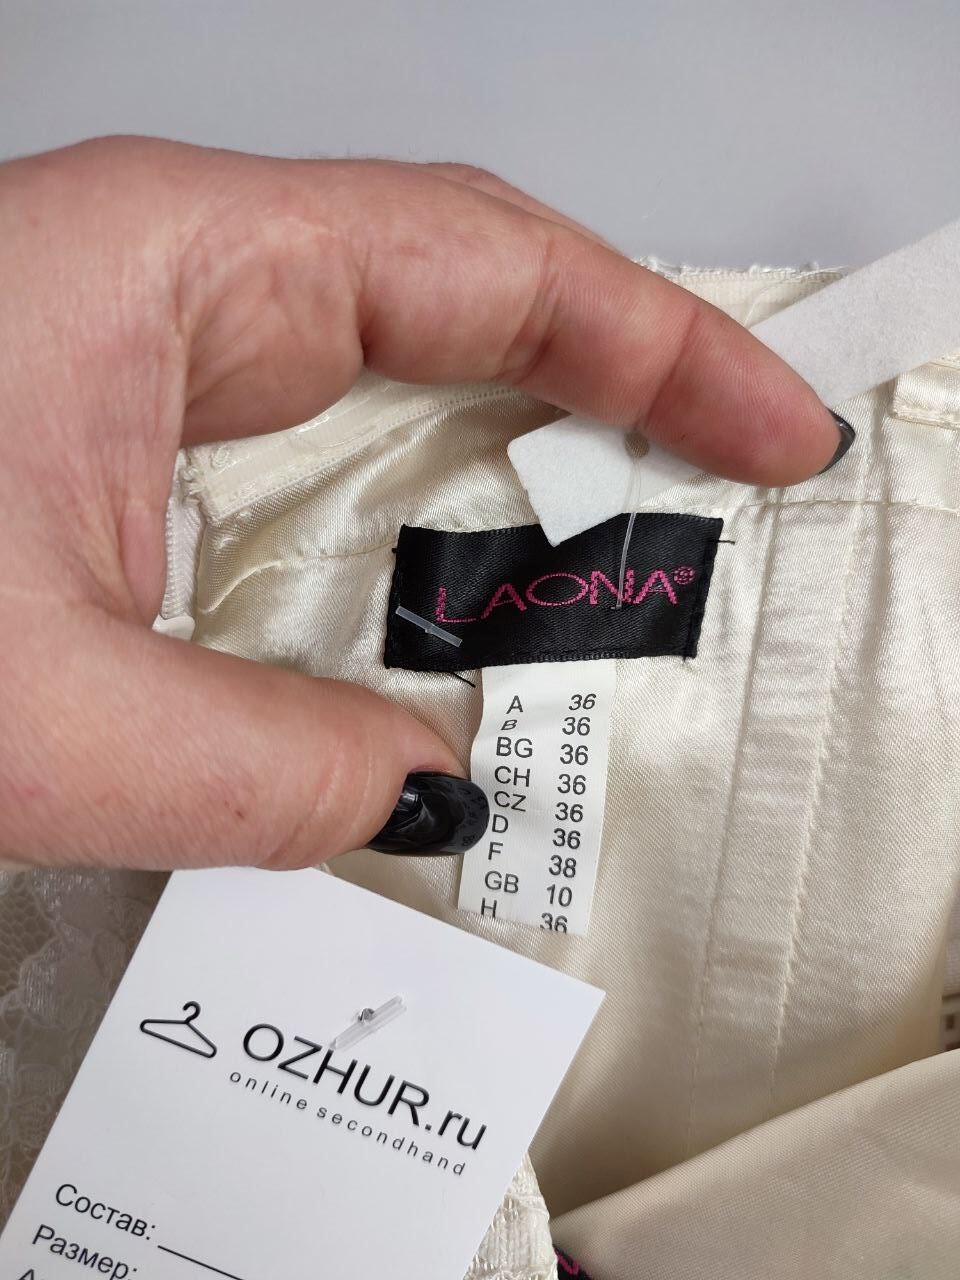 LAONA®
A 36
B 36
BG 36
CH 36
CZ 36
D 36
F 38
GB 10
H 36
OZHUR.ru
online secondhand
Состав:
Размер: